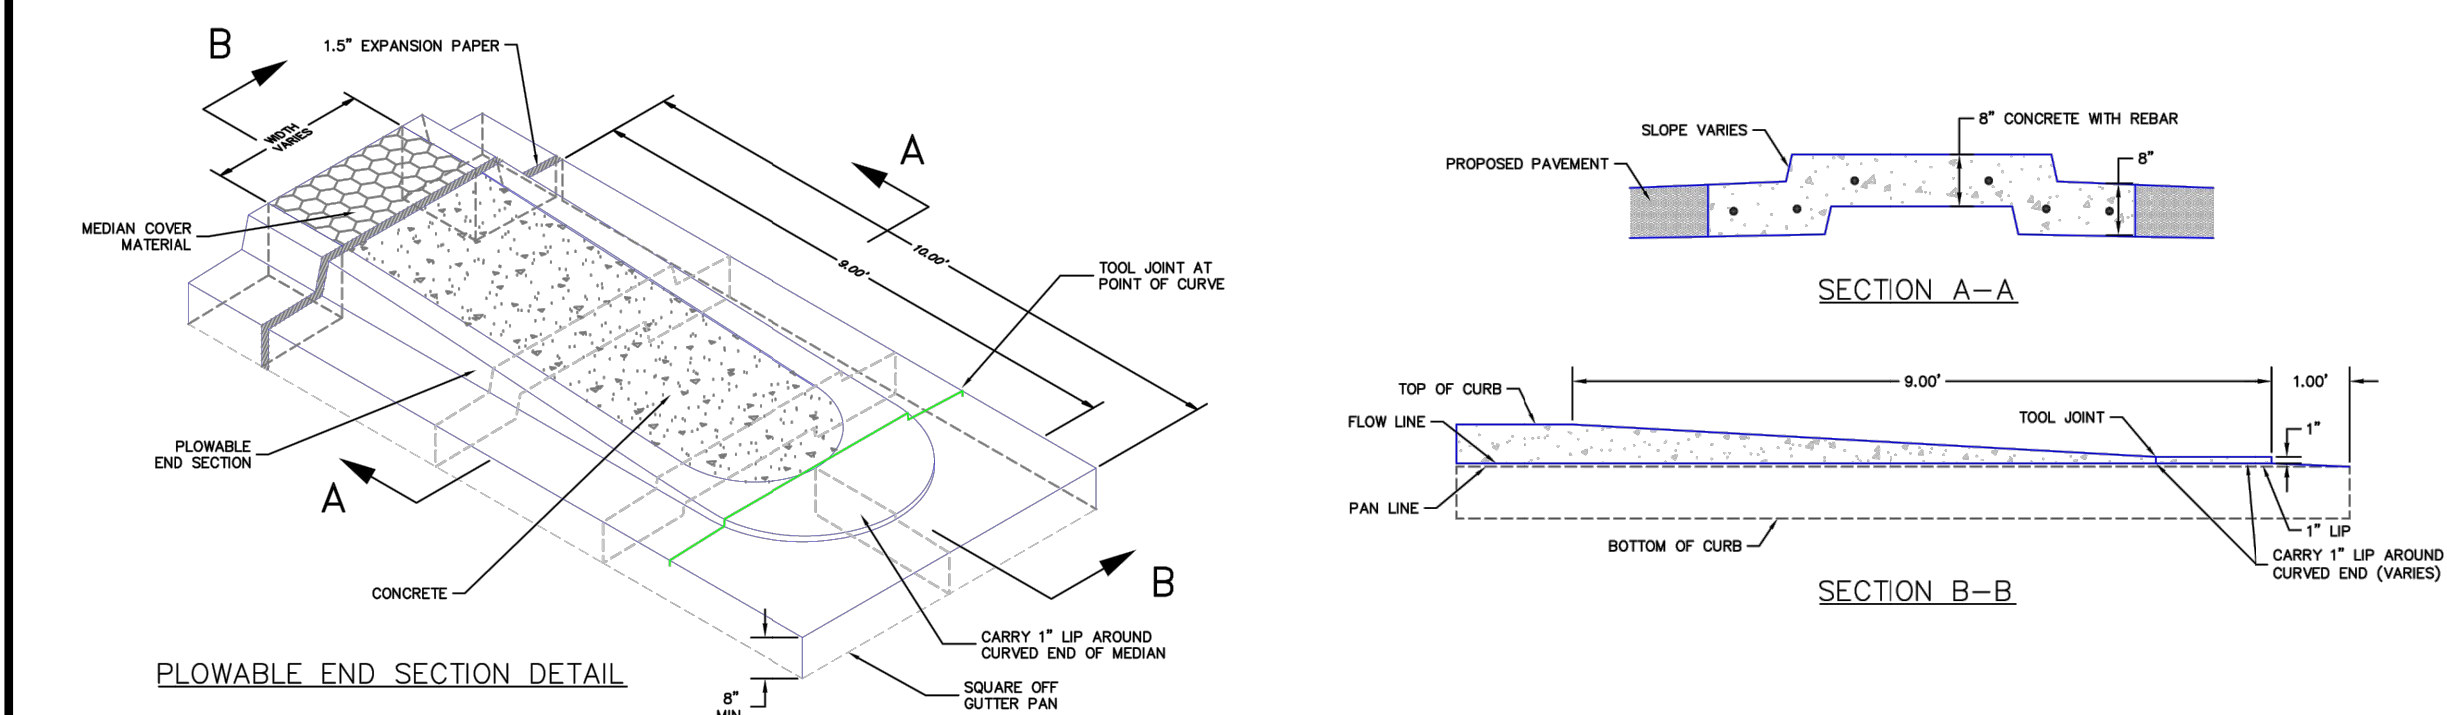 B
1.5" EXPANSION PAPER
WIDTH
VARIES
A
MEDIAN COVER
MATERIAL
10.00'
9.00'
TOOL JOINT AT
POINT OF CURVE
PLOWABLE
END SECTION
A
CONCRETE
B
CARRY 1" LIP AROUND
CURVED END OF MEDIAN
SQUARE OFF
GUTTER PAN
8"
MIN
PLOWABLE END SECTION DETAIL
SLOPE VARIES
8" CONCRETE WITH REBAR
PROPOSED PAVEMENT
8"
SECTION A-A
TOP OF CURB
9.00'
1.00'
FLOW LINE
TOOL JOINT
1"
PAN LINE
1" LIP
BOTTOM OF CURB
CARRY 1" LIP AROUND
CURVED END (VARIES)
SECTION B-B